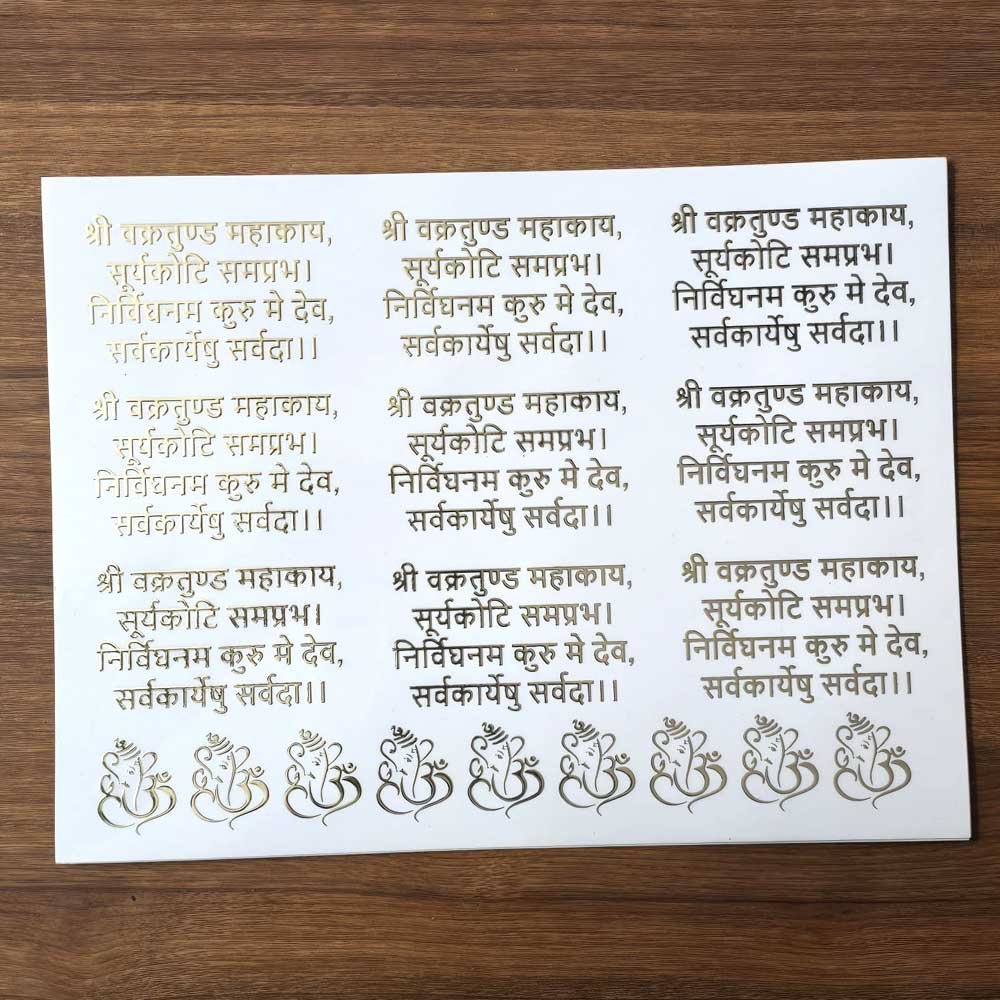 श्री वक्रतुण्ड महाकाय,
सूर्यकोटि समप्रभ।
निर्विघनम कुरु मे देव,
सर्वकार्येषु सर्वदा।।
श्री वक्रतुण्ड महाकाय,
सूर्यकोटि समप्रभ।
निर्विघनम कुरु मे देव,
सर्वकार्येषु सर्वदा।।
श्री वक्रतुण्ड महाकाय,
सूर्यकोटि समप्रभ।
निर्विघनम कुरु मे देव,
सर्वकार्येषु सर्वदा।।
श्री वक्रतुण्ड महाकाय,
सूर्यकोटि समप्रभ।
निर्विघनम कुरु मे देव,
सर्वकार्येषु सर्वदा।।
श्री वक्रतुण्ड महाकाय,
सूर्यकोटि समप्रभ।
निर्विघनम कुरु मे देव,
सर्वकार्येषु सर्वदा।।
श्री वक्रतुण्ड महाकाय,
सूर्यकोटि समप्रभ।
निर्विघनम कुरु मे देव,
सर्वकार्येषु सर्वदा।।
श्री वक्रतुण्ड महाकाय,
सूर्यकोटि समप्रभ।
निर्विघनम कुरु मे देव,
सर्वकार्येषु सर्वदा।।
श्री वक्रतुण्ड महाकाय,
सूर्यकोटि समप्रभ।
निर्विघनम कुरु मे देव,
सर्वकार्येषु सर्वदा।।
श्री वक्रतुण्ड महाकाय,
सूर्यकोटि समप्रभ।
निर्विघनम कुरु मे देव,
सर्वकार्येषु सर्वदा।।